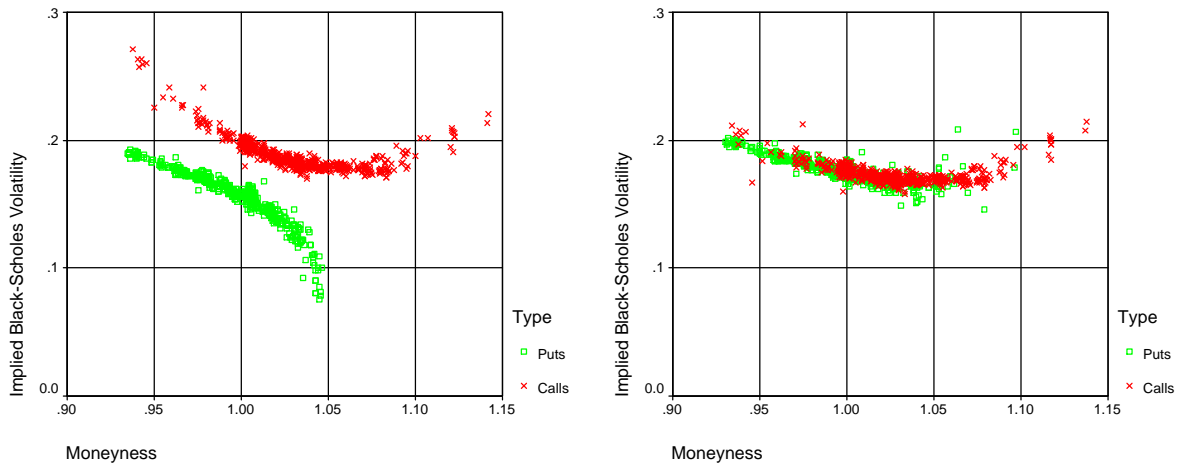 .3
.2
.1
0.0
.90 .95 1.00 1.05 1.10 1.15
Implied Black-Scholes Volatility
Moneyness
Type
Puts
Calls
.3
.2
.1
0.0
.90 .95 1.00 1.05 1.10 1.15
Implied Black-Scholes Volatility
Moneyness
Type
Puts
Calls